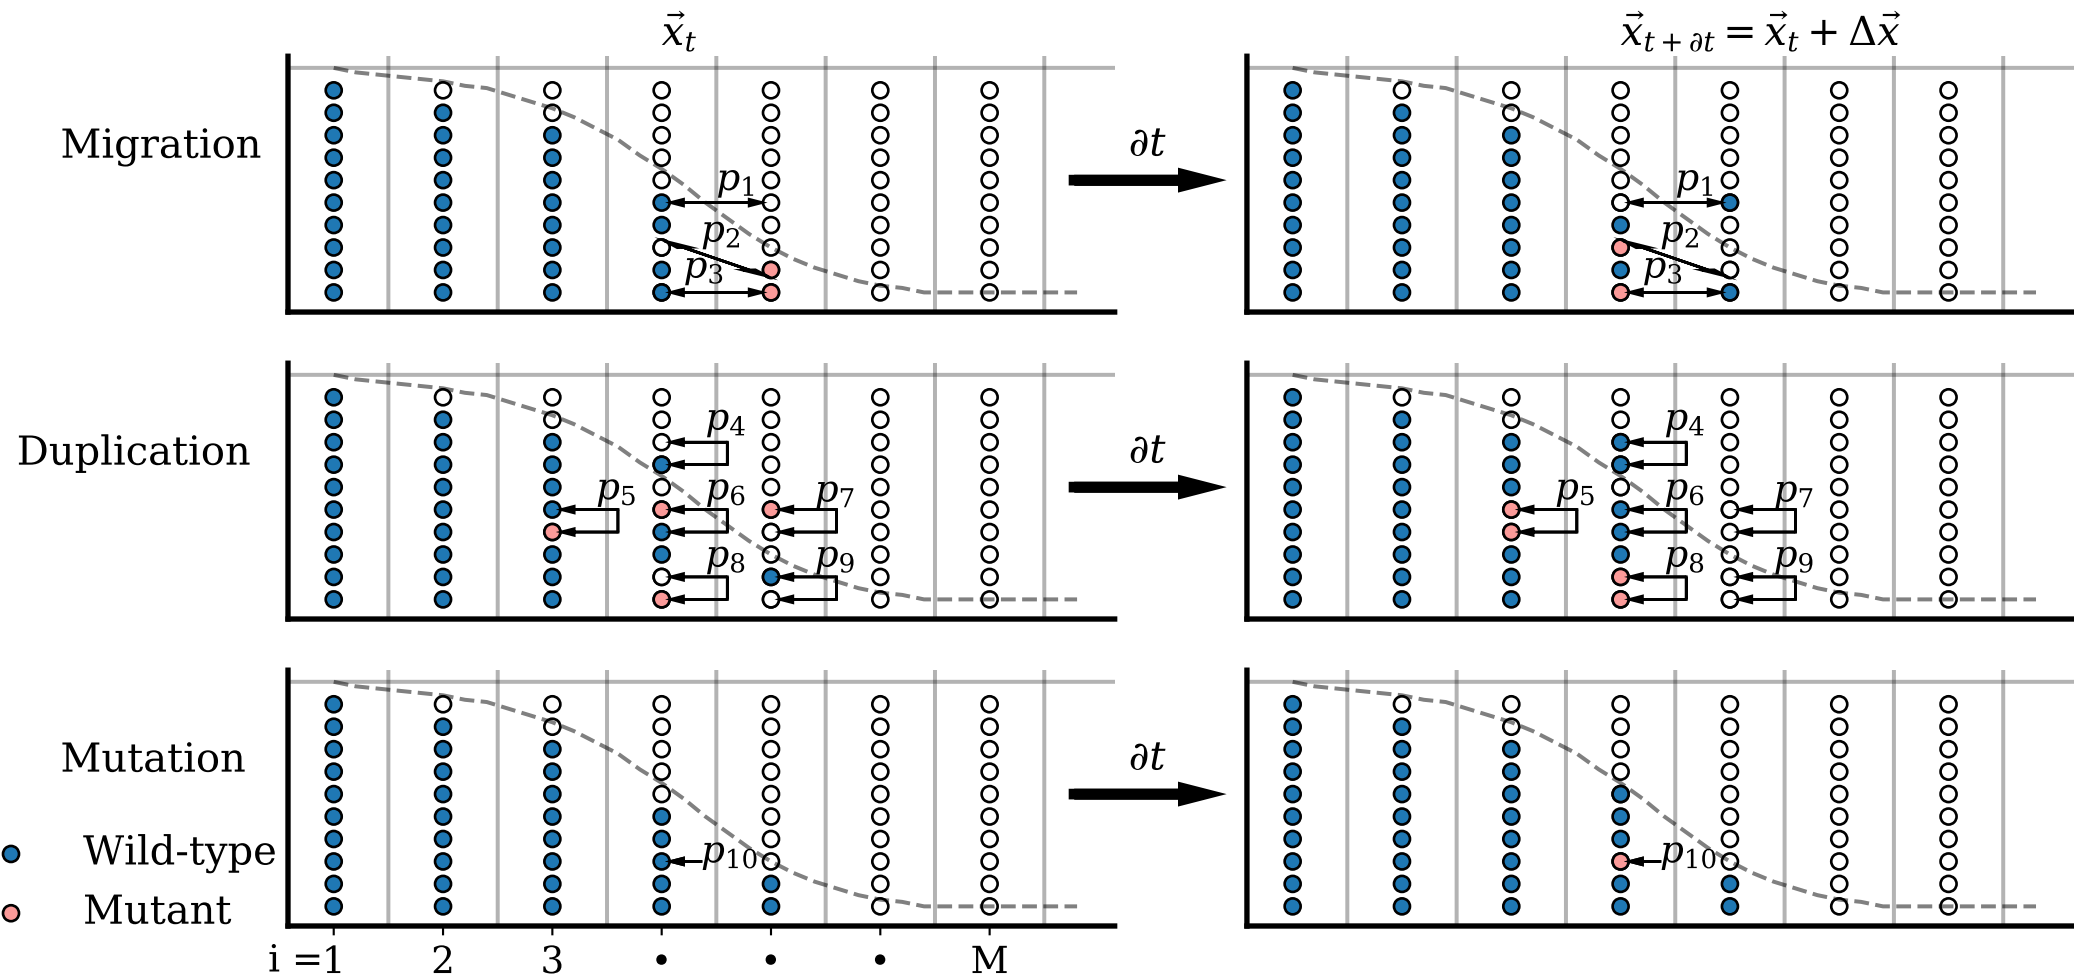 x⃗ₜ
x⃗ₜ₊∂ₜ = x⃗ₜ + Δx⃗
Migration
p₁
p₂
p₃
∂t
p₁
p₂
p₃
Duplication
p₄
p₅
p₆
p₇
p₈
p₉
∂t
p₄
p₅
p₆
p₇
p₈
p₉
Mutation
p₁₀
∂t
p₁₀
Wild-type
Mutant
i =1 2 3 • • • M